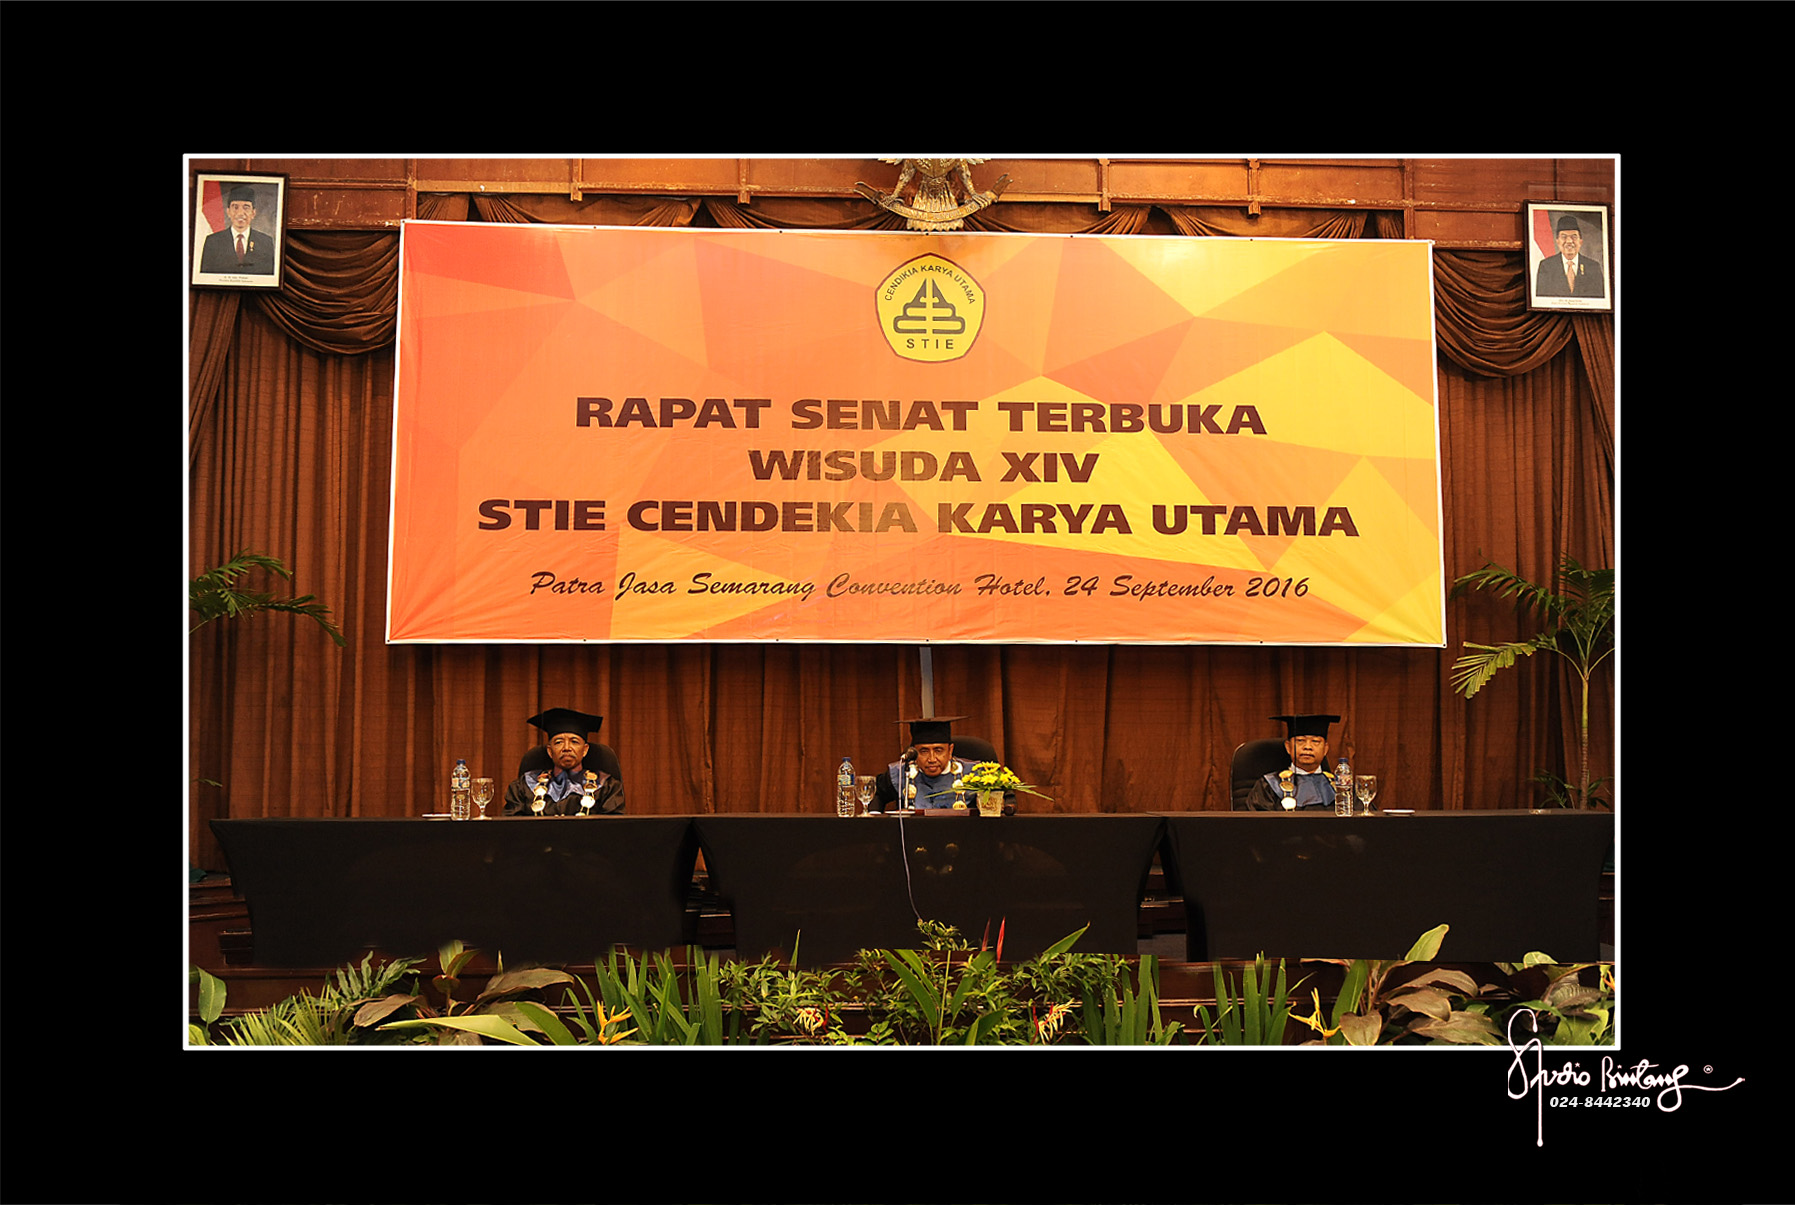 CENDIKIA KARYA UTAMA
STIE
RAPAT SENAT TERBUKA
WISUDA XIV
STIE CENDEKIA KARYA UTAMA
Patra Jasa Semarang Convention Hotel, 24 September 2016
Studio Bintang ®
024-8442340